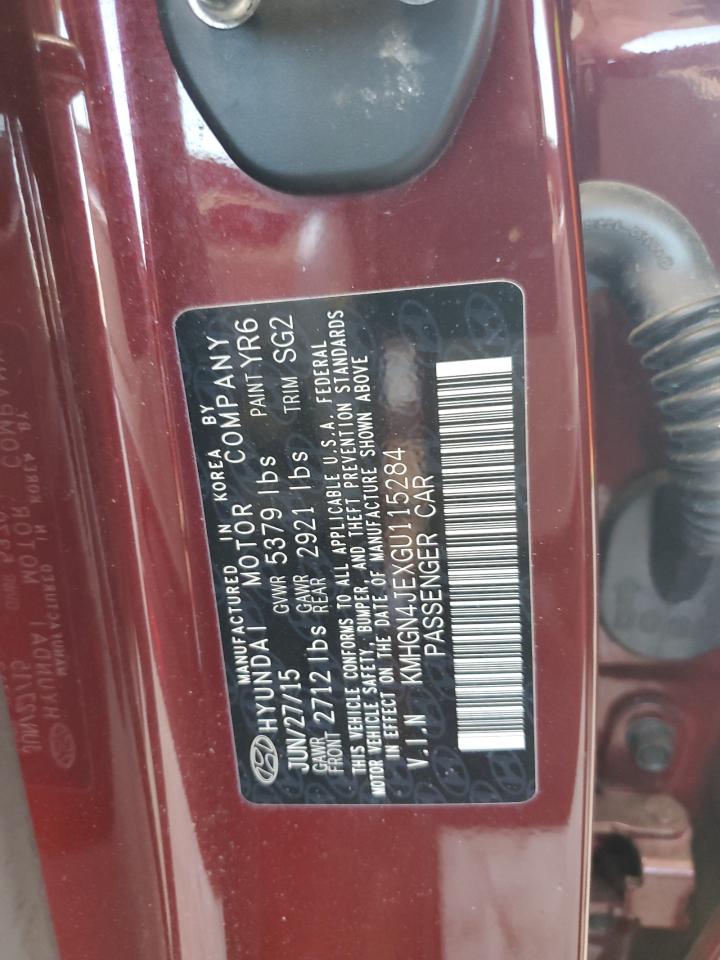 MANUFACTURED IN KOREA BY
HYUNDAI MOTOR COMPANY
JUN/27/15 GVWR 5379 lbs PAINT YR6
GAWR FRONT 2712 lbs GAWR REAR 2921 lbs TRIM SG2
THIS VEHICLE CONFORMS TO ALL APPLICABLE U.S.A. FEDERAL
MOTOR VEHICLE SAFETY, BUMPER, AND THEFT PREVENTION STANDARDS
IN EFFECT ON THE DATE OF MANUFACTURE SHOWN ABOVE
V.I.N KMHGN4JEXGU115284
PASSENGER CAR